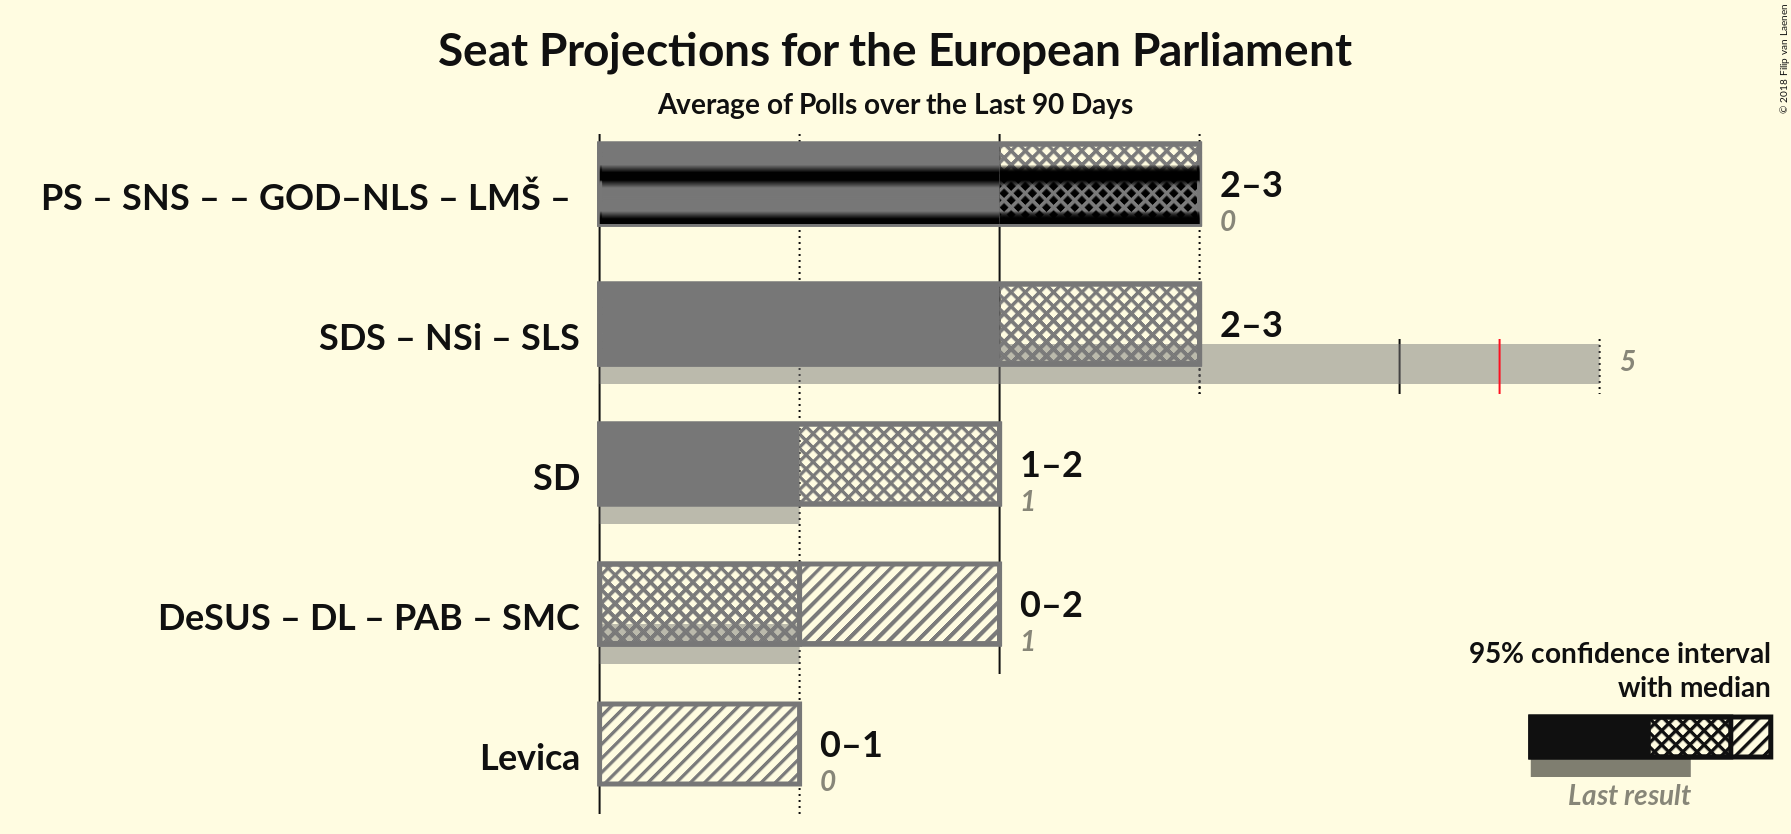 Seat Projections for the European Parliament
Average of Polls over the Last 90 Days
© 2018 Filip van Laenen
PS – SNS – – GOD–NLS – LMŠ –
2–3
0
SDS – NSi – SLS
2–3
5
SD
1–2
1
DeSUS – DL – PAB – SMC
0–2
1
Levica
0–1
0
95% confidence interval
with median
Last result